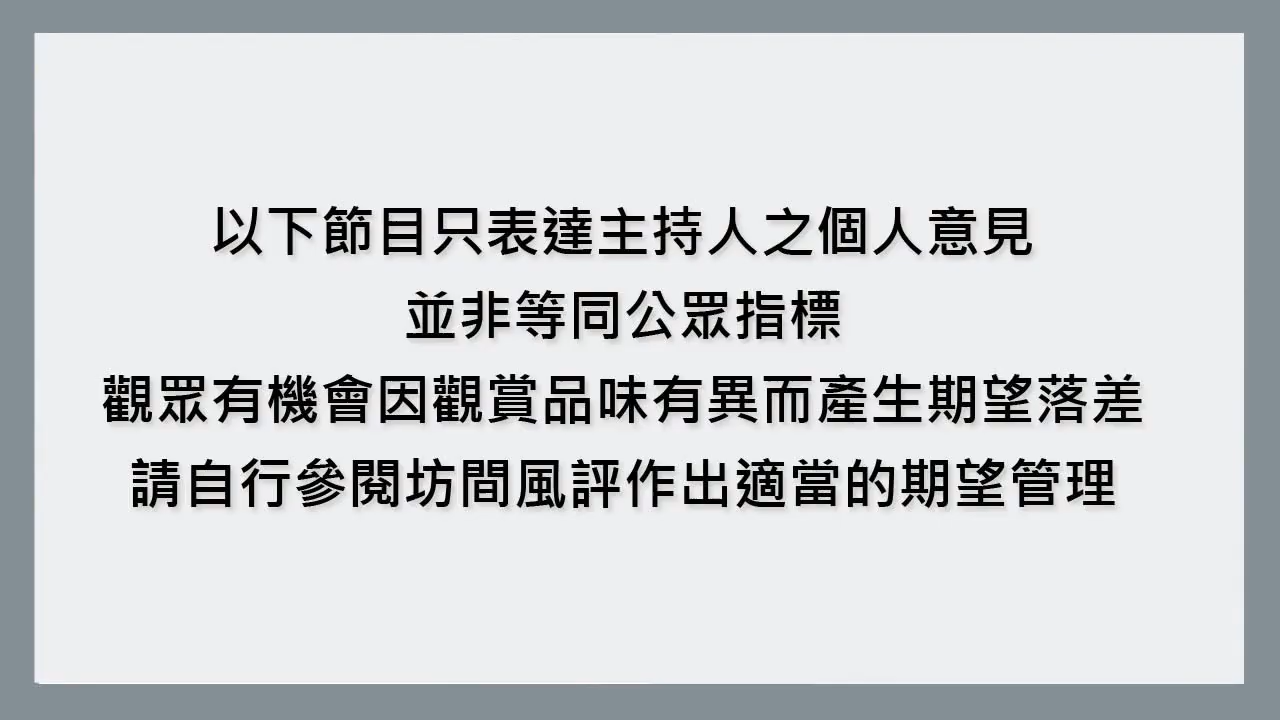 以下節目只表達主持人之個人意見
並非等同公眾指標
觀眾有機會因觀賞品味有異而產生期望落差
請自行參閱坊間風評作出適當的期望管理